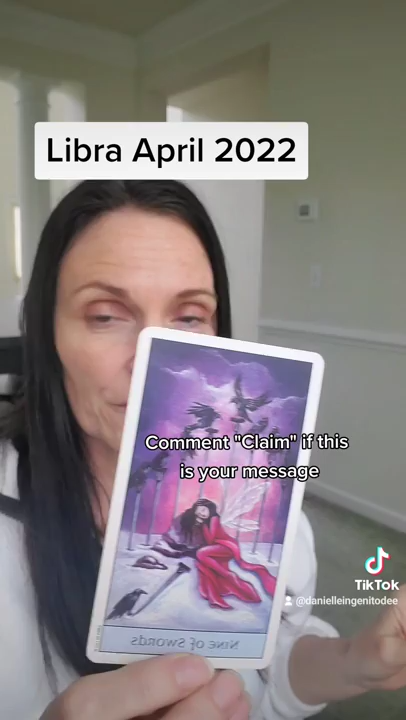 Libra April 2022
Comment "Claim" if this
is your message
TikTok
@danielleingenitodee
NINE OF SWORDS